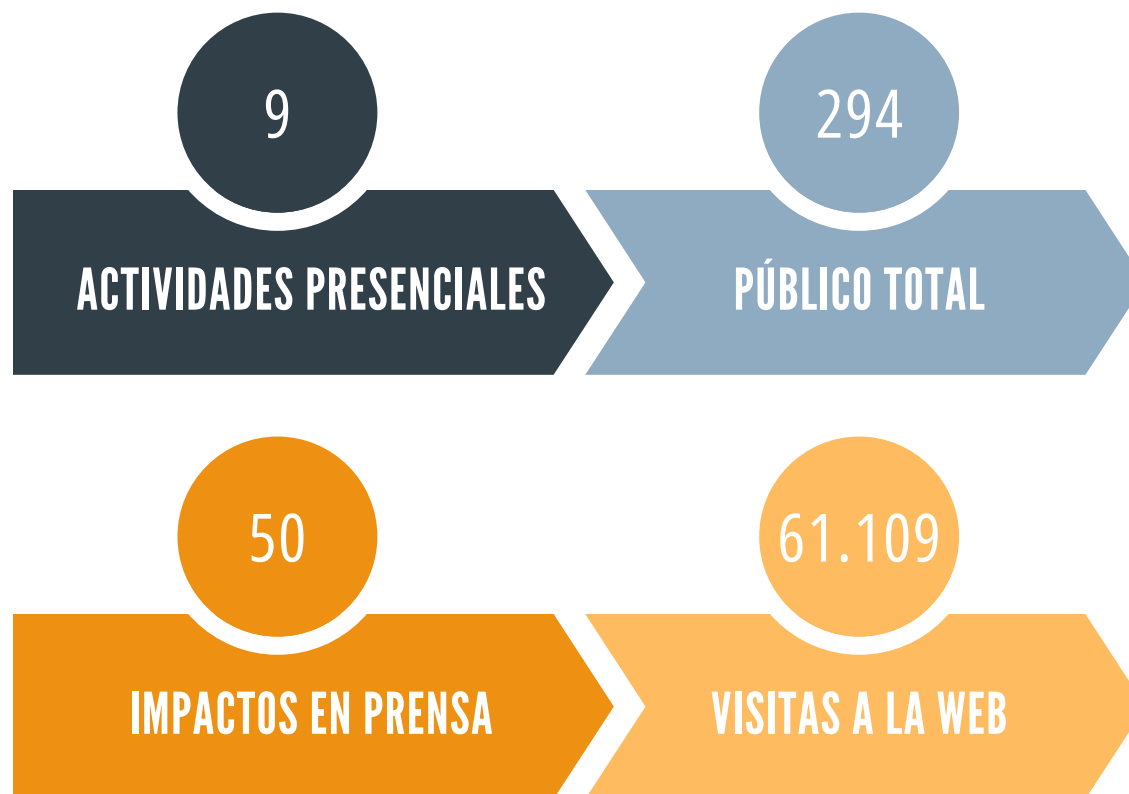 9
294
ACTIVIDADES PRESENCIALES
PÚBLICO TOTAL
50
61.109
IMPACTOS EN PRENSA
VISITAS A LA WEB